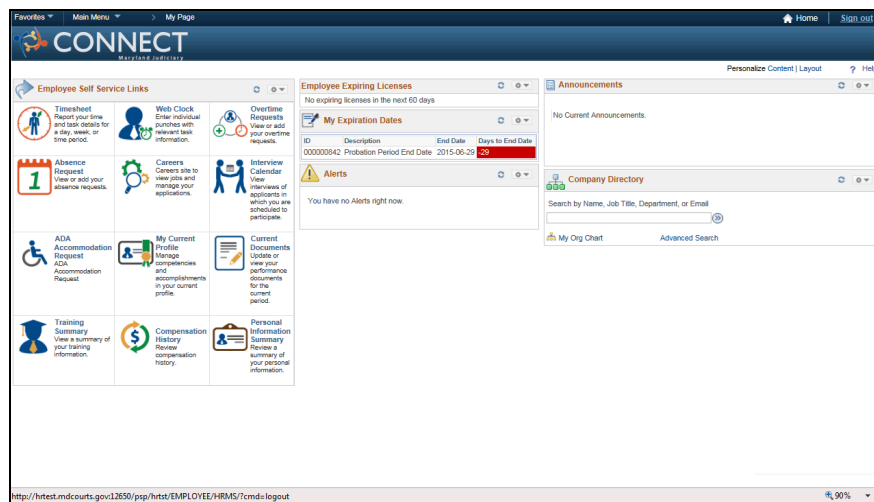 Favorites
Main Menu
> My Page
Home
Sign out
CONNECT
Maryland Judiciary
Personalize Content | Layout
? Hel
Employee Self Service Links
Timesheet
Report your time
and task details for
a day, week, or
time period.
Web Clock
Enter individual
punches with
relevant task
information.
Overtime
Requests
View or add
your overtime
requests.
1
Absence
Request
View or add your
absence requests.
Careers
Careers site to
view jobs and
manage your
applications.
Interview
Calendar
View
interviews of
applicants in
which you are
scheduled to
participate.
ADA
Accommodation
Request
ADA
Accommodation
Request
My Current
Profile
Manage
competencies
and
accomplishments
in your current
profile.
Current
Documents
Update or
view your
performance
documents
for the
current
period.
Training
Summary
View a summary of
your training
information.
$
Compensation
History
Review
compensation
history.
Personal
Information
Summary
Review a
summary of
your personal
information.
Employee Expiring Licenses
No expiring licenses in the next 60 days
My Expiration Dates
ID Description End Date Days to End Date
000000842 Probation Period End Date 2015-06-29 -29
Alerts
You have no Alerts right now.
Announcements
No Current Announcements.
Company Directory
Search by Name, Job Title, Department, or Email
My Org Chart
Advanced Search
http://hrtest.mdcourts.gov:12650/psp/hrtst/EMPLOYEE/HRMS/?cmd=logout
90%